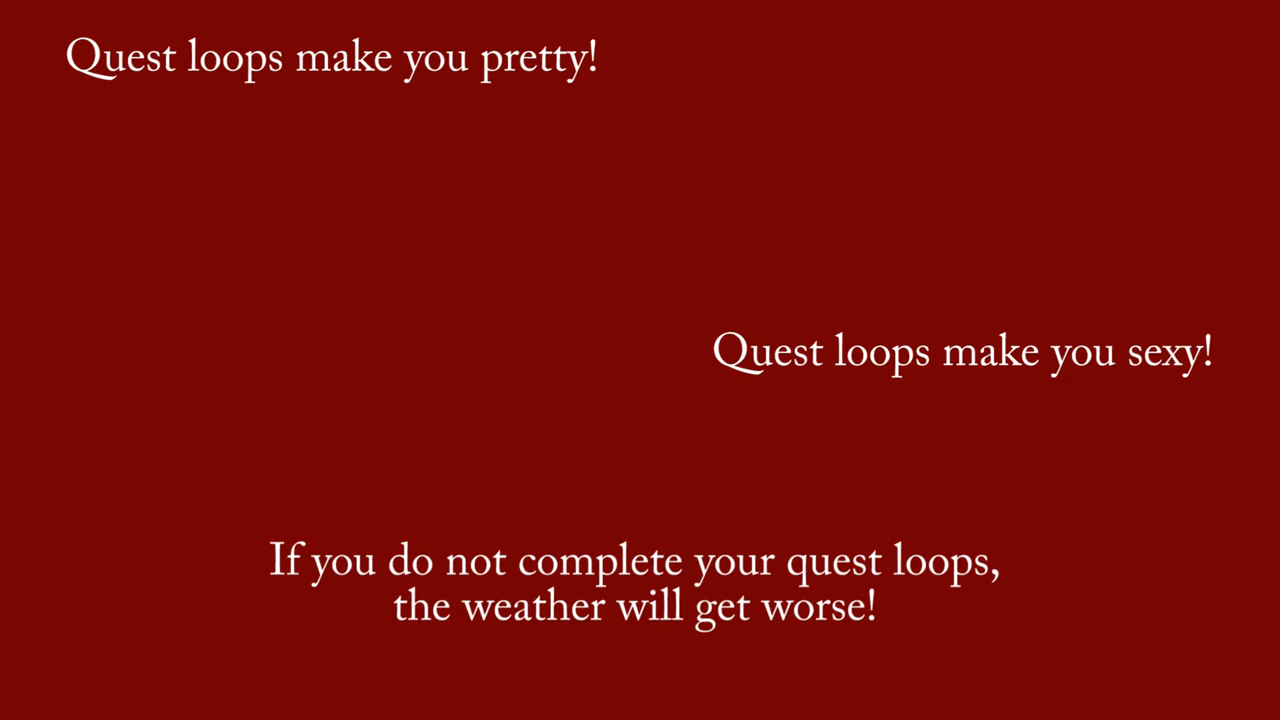 Quest loops make you pretty!
Quest loops make you sexy!
If you do not complete your quest loops,
the weather will get worse!